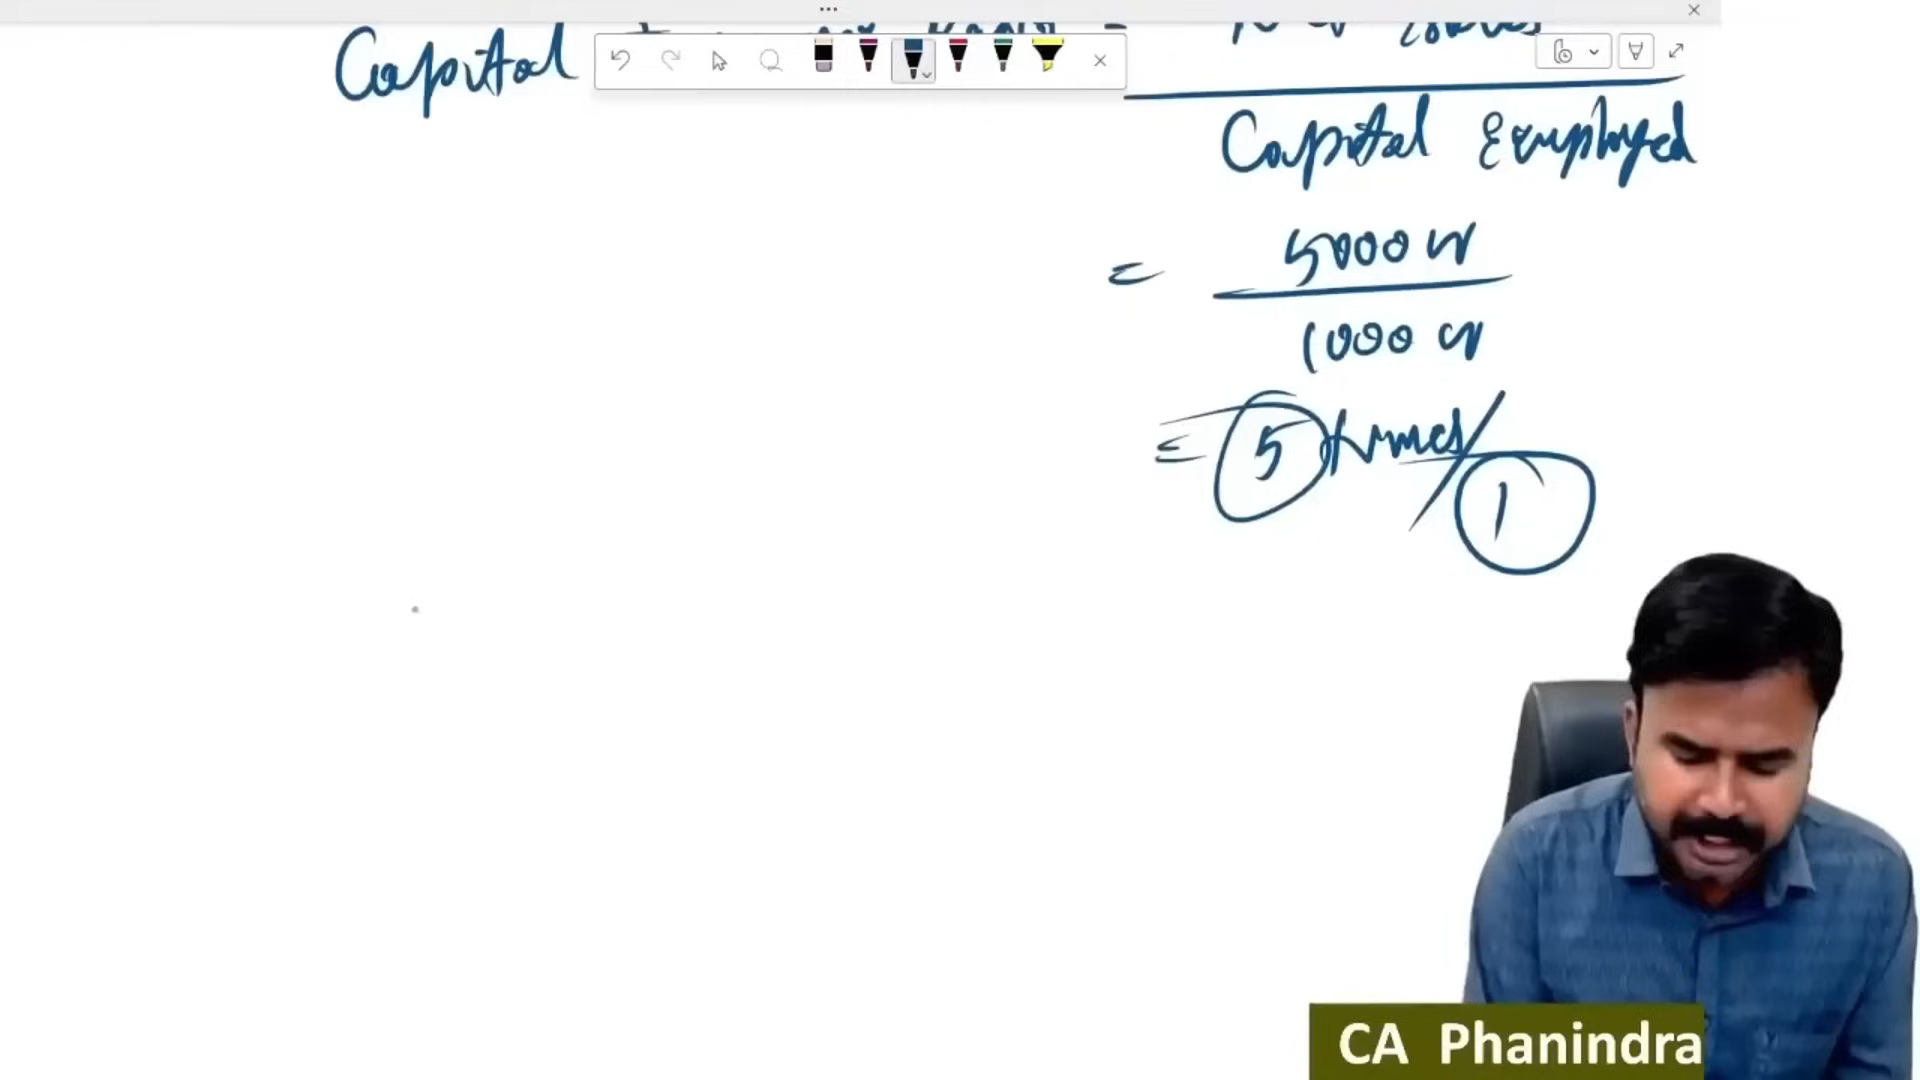 Capital
Capital Employed
= 5000 cr
1000 cr
= 5 times/
1
CA Phanindra